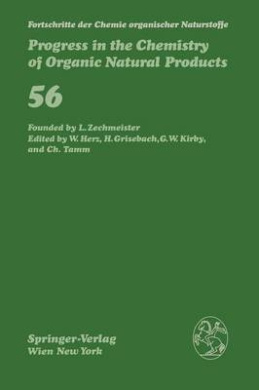 Fortschritte der Chemie organischer Naturstoffe
Progress in the Chemistry
of Organic Natural Products
56
Founded by L. Zechmeister
Edited by W. Herz, H. Grisebach, G. W. Kirby,
and Ch. Tamm
Springer-Verlag
Wien New York